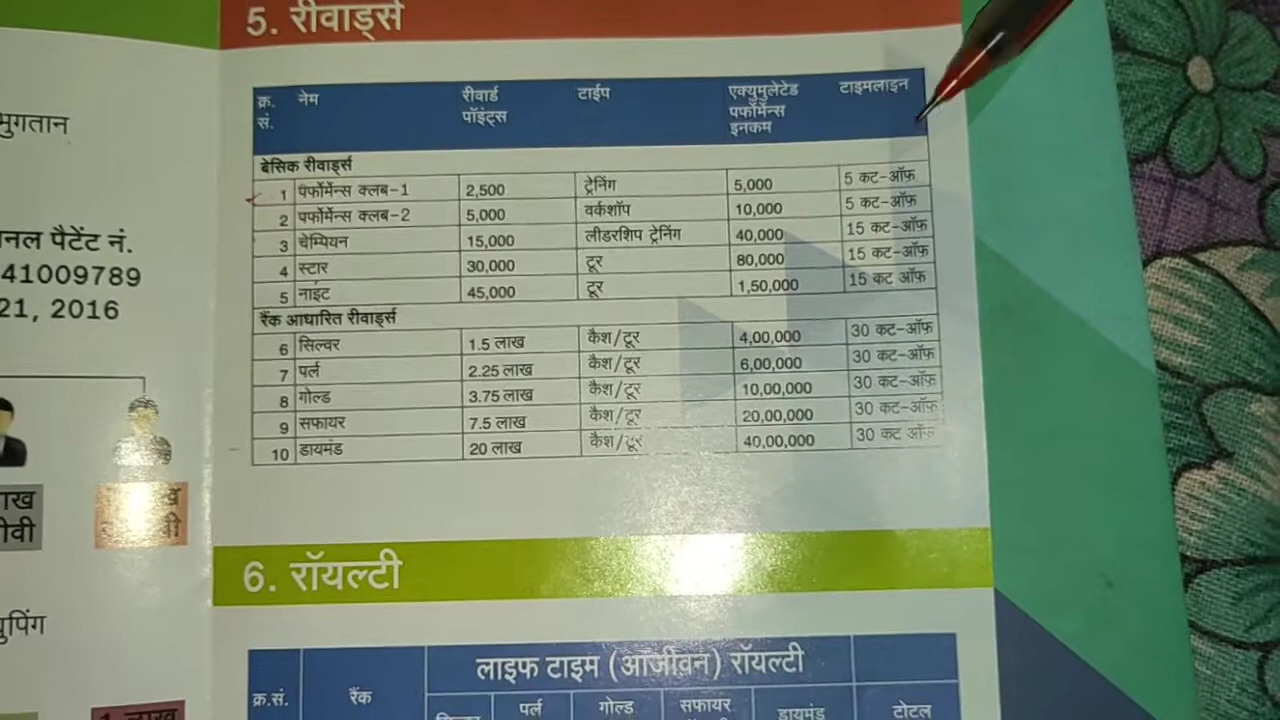 5. रीवाड्र्स
क्र. सं. नेम रीवार्ड पॉइंट्स टाईप एक्युमुलेटेड पर्फोर्मेन्स इनकम टाइमलाइन
बेसिक रीवार्ड्स
1 पर्फोर्मेन्स क्लब-1 2,500 ट्रेनिंग 5,000 5 कट-ऑफ़
2 पर्फोर्मेन्स क्लब-2 5,000 वर्कशॉप 10,000 5 कट-ऑफ़
3 चेम्पियन 15,000 लीडरशिप ट्रेनिंग 40,000 15 कट-ऑफ़
4 स्टार 30,000 टूर 80,000 15 कट-ऑफ़
5 नाइट 45,000 टूर 1,50,000 15 कट ऑफ़
रैंक आधारित रीवार्ड्स
6 सिल्वर 1.5 लाख कैश/टूर 4,00,000 30 कट-ऑफ़
7 पर्ल 2.25 लाख कैश/टूर 6,00,000 30 कट-ऑफ़
8 गोल्ड 3.75 लाख कैश/टूर 10,00,000 30 कट-ऑफ़
9 सफायर 7.5 लाख कैश/टूर 20,00,000 30 कट-ऑफ़
10 डायमंड 20 लाख कैश/टूर 40,00,000 30 कट ऑफ़
6. रॉयल्टी
लाइफ टाइम (आजीवन) रॉयल्टी
क्र.सं. रैंक पर्ल गोल्ड सफायर डायमंड टोटल
भुगतान
पैटेंट नं.
41009789
21, 2016